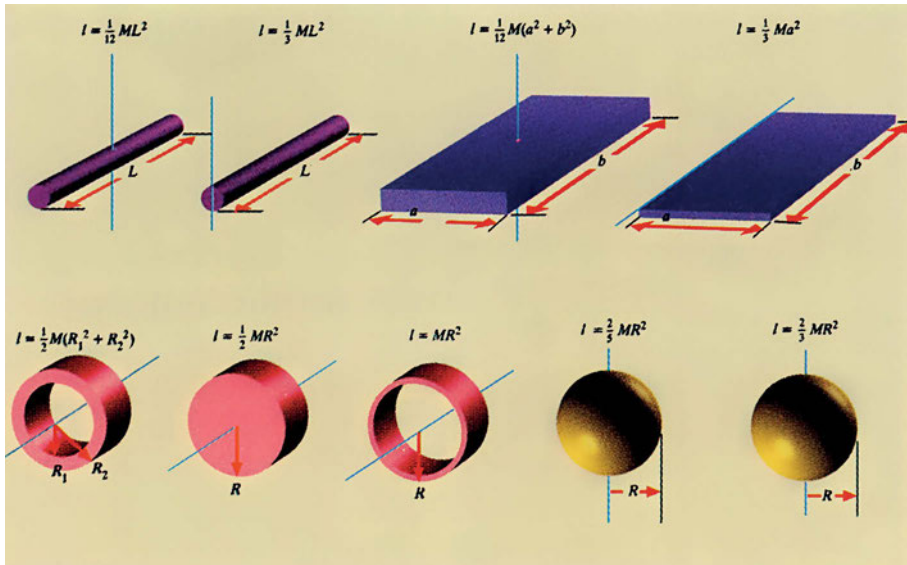 I = 1/12 ML²
I = 1/3 ML²
I = 1/12 M(a² + b²)
I = 1/3 Ma²
L
L
a
b
a
b
I = 1/2 M(R₁² + R₂²)
I = 1/2 MR²
I = MR²
I = 2/5 MR²
I = 2/3 MR²
R₁
R₂
R
R
R
R